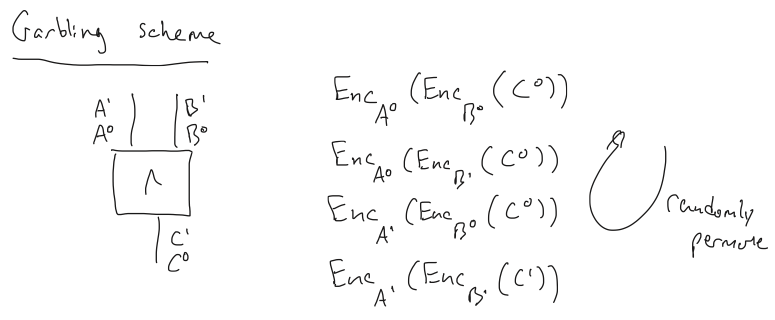 Garbling scheme
A¹ B¹
A⁰ B⁰
∧
C¹
C⁰
Enc_A⁰ (Enc_B⁰ (C⁰))
Enc_A⁰ (Enc_B¹ (C⁰))
Enc_A¹ (Enc_B⁰ (C⁰))
Enc_A¹ (Enc_B¹ (C¹))
randomly
permute